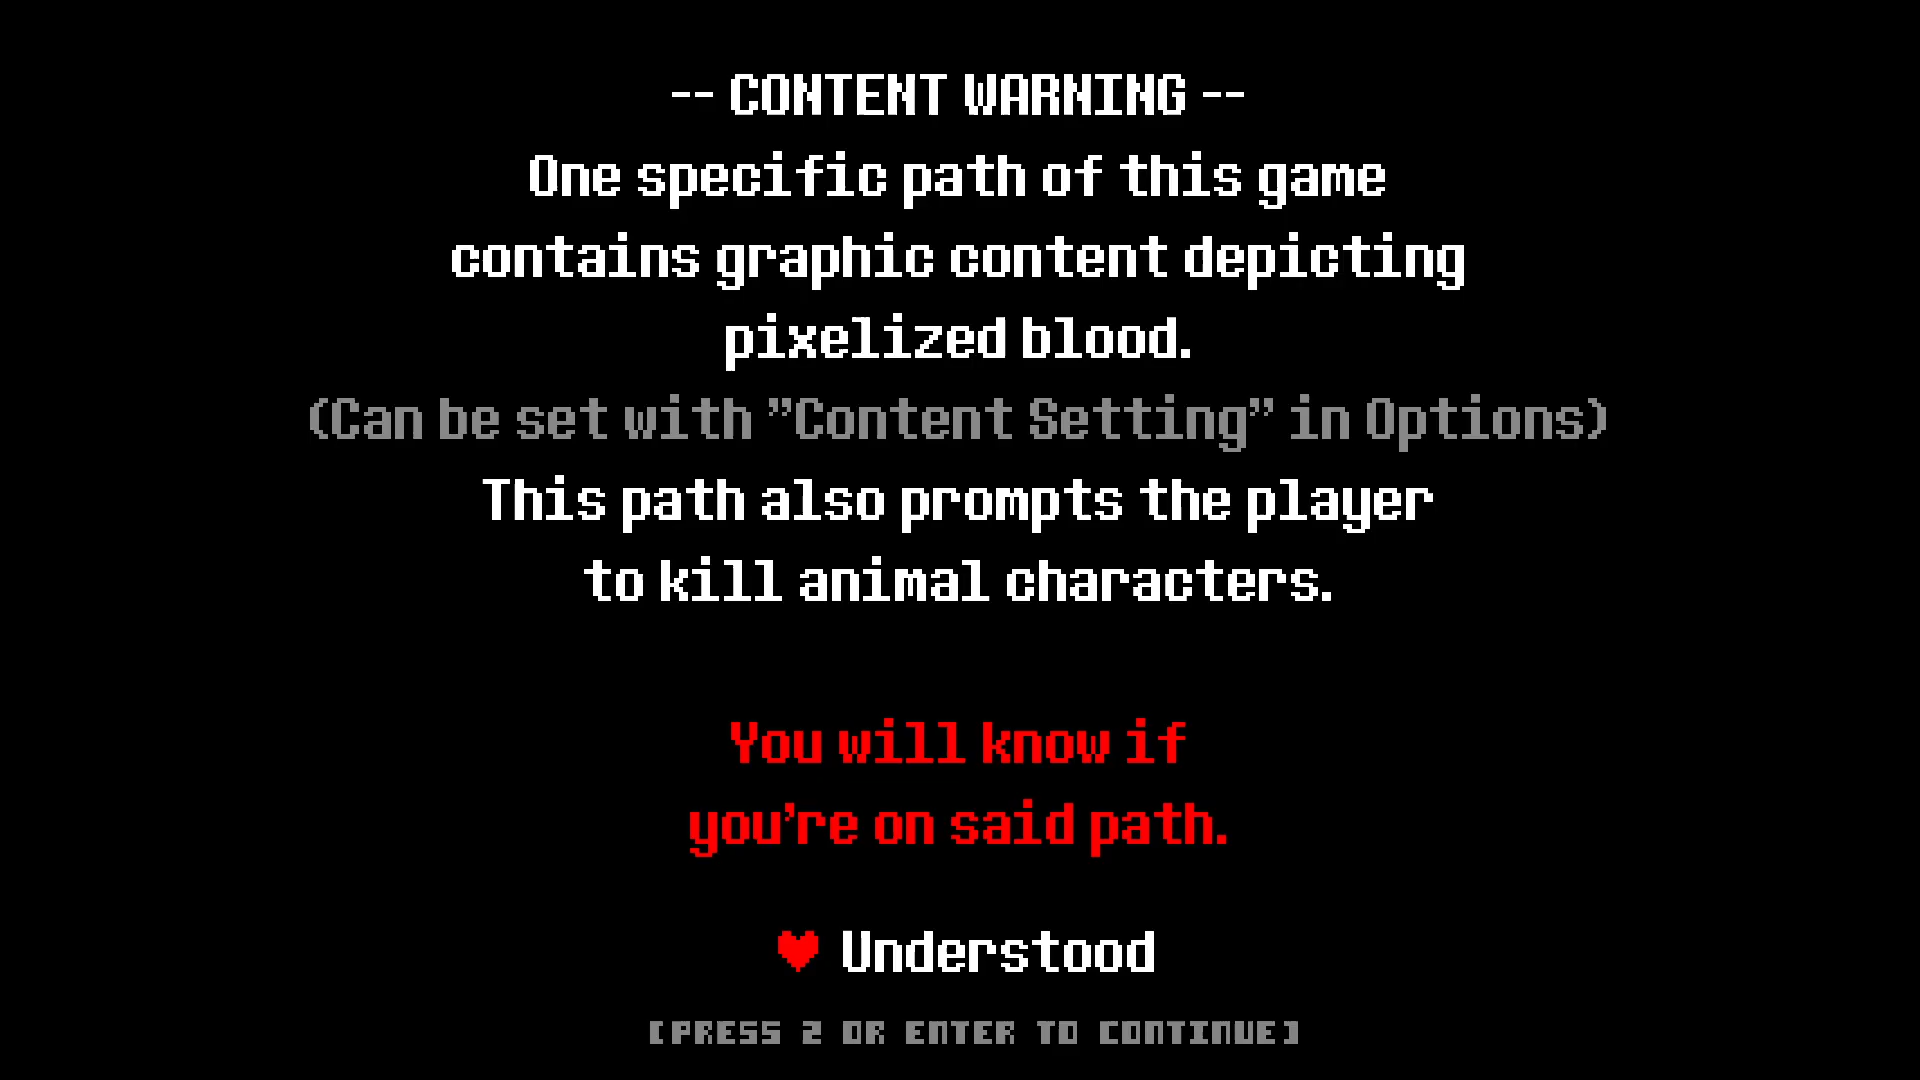 -- CONTENT WARNING --
One specific path of this game
contains graphic content depicting
pixelized blood.
(Can be set with "Content Setting" in Options)
This path also prompts the player
to kill animal characters.
You will know if
you're on said path.
Understood
[PRESS Z OR ENTER TO CONTINUE]